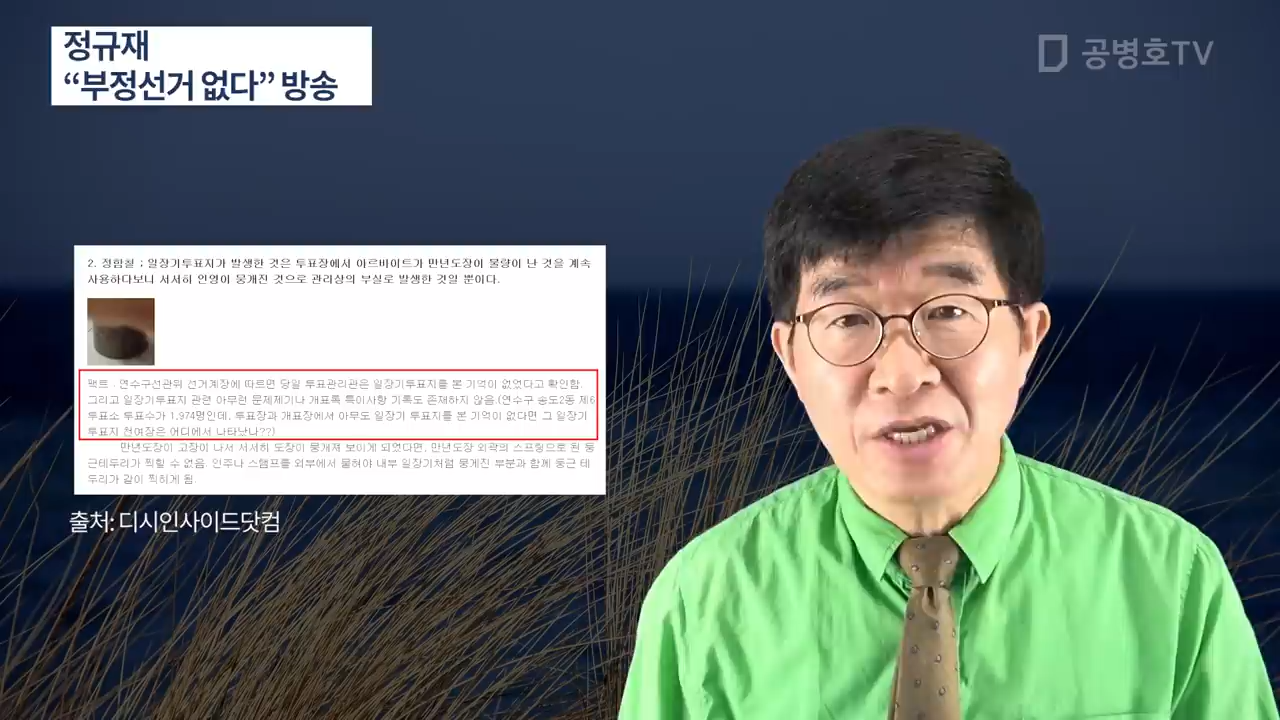 정규재
“부정선거 없다” 방송
공병호TV
2. 정함철 ; 일장기투표지가 발생한 것은 투표장에서 아르바이트가 만년도장이 불량이 난 것을 계속
사용하다보니 서서히 인영이 뭉개진 것으로 관리상의 부실로 발생한 것일 뿐이다.
팩트 . 연수구선관위 선거계장에 따르면 당일 투표관리관은 일장기투표지를 본 기억이 없었다고 확인함.
그리고 일장기투표지 관련 아무런 문제제기나 개표록 특이사항 기록도 존재하지 않음.(연수구 송도2동 제6
투표소 투표수가 1,974명인데, 투표장과 개표장에서 아무도 일장기 투표지를 본 기억이 없다면 그 일장기
투표지 천여장은 어디에서 나타났나??)
만년도장이 고장이 나서 서서히 도장이 뭉개져 보이게 되었다면, 만년도장 외곽의 스프링으로 된 둥
근테두리가 찍힐 수 없음. 인주나 스탬프를 외부에서 묻혀야 내부 일장기처럼 뭉게진 부분과 함께 둥근 테
두리가 같이 찍히게 됨
출처: 디시인사이드닷컴